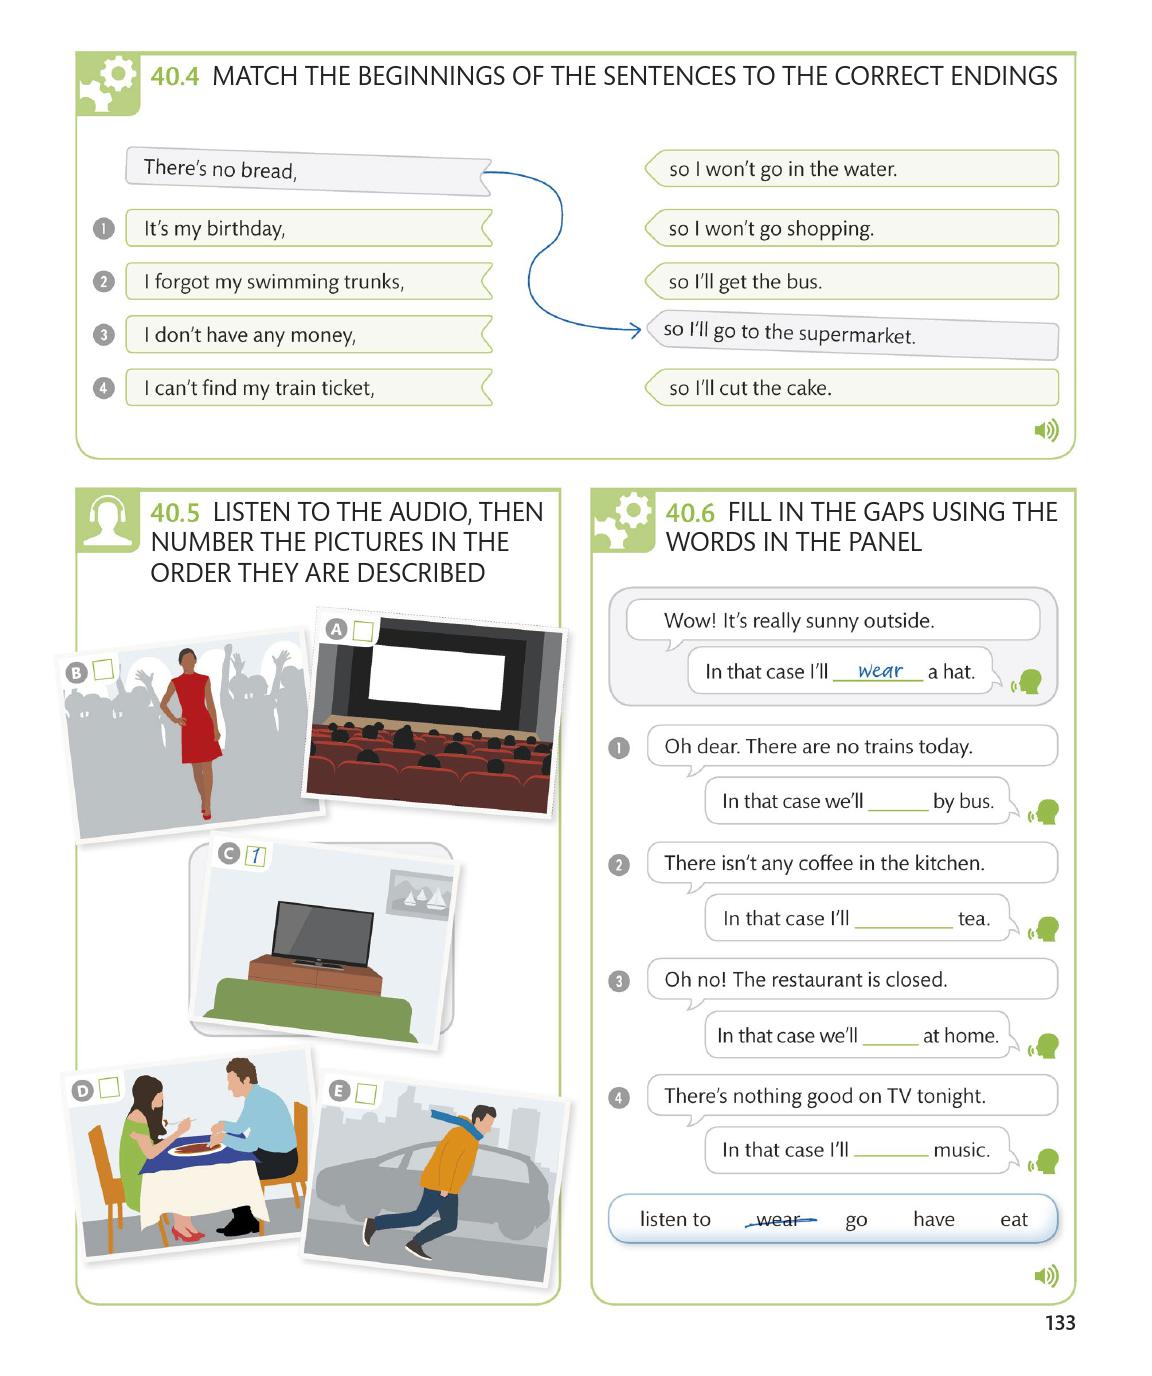 40.4 MATCH THE BEGINNINGS OF THE SENTENCES TO THE CORRECT ENDINGS
There's no bread,
1 It's my birthday,
2 I forgot my swimming trunks,
3 I don't have any money,
4 I can't find my train ticket,
so I won't go in the water.
so I won't go shopping.
so I'll get the bus.
so I'll go to the supermarket.
so I'll cut the cake.
40.5 LISTEN TO THE AUDIO, THEN
NUMBER THE PICTURES IN THE
ORDER THEY ARE DESCRIBED
A
B
C 1
D
E
40.6 FILL IN THE GAPS USING THE
WORDS IN THE PANEL
Wow! It's really sunny outside.
In that case I'll wear a hat.
1 Oh dear. There are no trains today.
In that case we'll ______ by bus.
2 There isn't any coffee in the kitchen.
In that case I'll __________ tea.
3 Oh no! The restaurant is closed.
In that case we'll ______ at home.
4 There's nothing good on TV tonight.
In that case I'll ________ music.
listen to wear go have eat
133